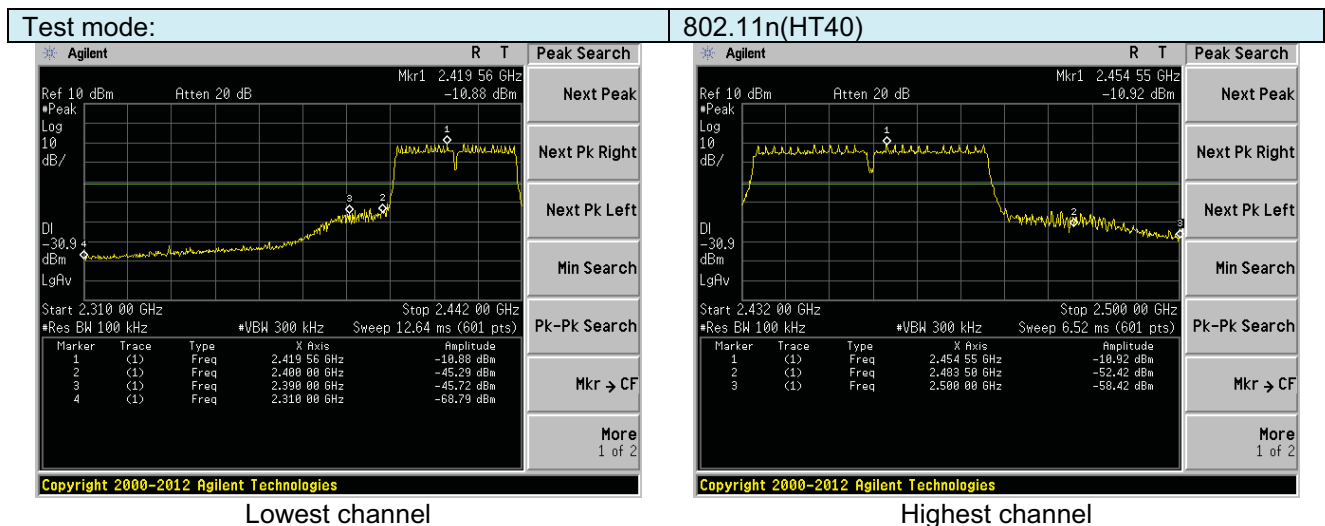 Test mode: 802.11n(HT40)
Agilent R T Peak Search
Mkr1 2.419 56 GHz
Ref 10 dBm Atten 20 dB -10.88 dBm
#Peak
Log
10
dB/
1
3 2
4
DI
-30.9
dBm
LgAv
Start 2.310 00 GHz Stop 2.442 00 GHz
#Res BW 100 kHz #VBW 300 kHz Sweep 12.64 ms (601 pts)
Marker Trace Type X Axis Amplitude
1 (1) Freq 2.419 56 GHz -10.88 dBm
2 (1) Freq 2.400 00 GHz -45.29 dBm
3 (1) Freq 2.390 00 GHz -45.72 dBm
4 (1) Freq 2.310 00 GHz -68.79 dBm
Next Peak
Next Pk Right
Next Pk Left
Min Search
Pk-Pk Search
Mkr → CF
More
1 of 2
Copyright 2000-2012 Agilent Technologies
Lowest channel
Agilent R T Peak Search
Mkr1 2.454 55 GHz
Ref 10 dBm Atten 20 dB -10.92 dBm
#Peak
Log
10
dB/
1
2
3
DI
-30.9
dBm
LgAv
Start 2.432 00 GHz Stop 2.500 00 GHz
#Res BW 100 kHz #VBW 300 kHz Sweep 6.52 ms (601 pts)
Marker Trace Type X Axis Amplitude
1 (1) Freq 2.454 55 GHz -10.92 dBm
2 (1) Freq 2.483 50 GHz -52.42 dBm
3 (1) Freq 2.500 00 GHz -58.42 dBm
Next Peak
Next Pk Right
Next Pk Left
Min Search
Pk-Pk Search
Mkr → CF
More
1 of 2
Copyright 2000-2012 Agilent Technologies
Highest channel